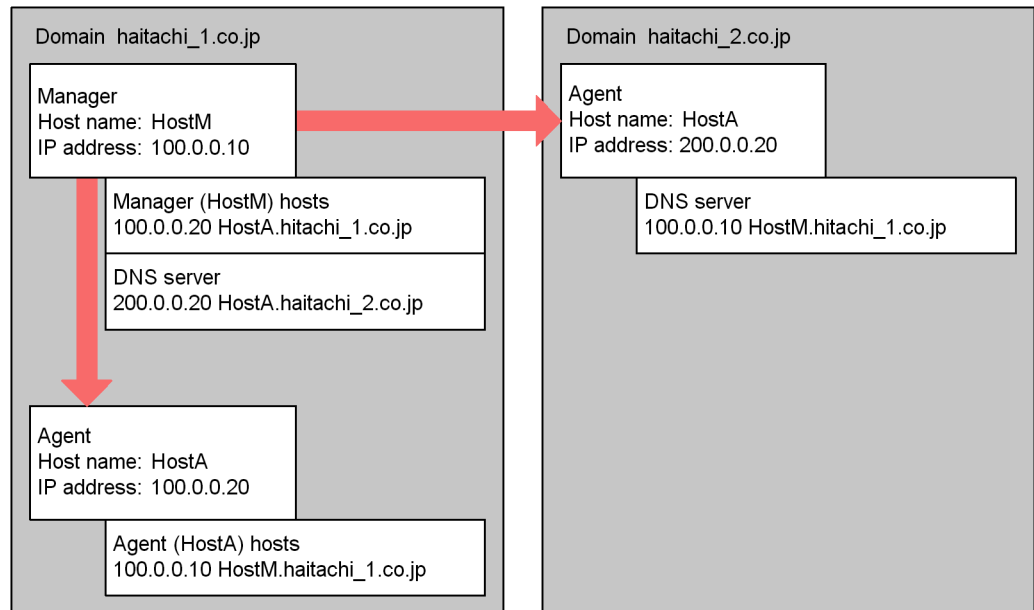 Domain haitachi_1.co.jp
Manager
Host name: HostM
IP address: 100.0.0.10
Manager (HostM) hosts
100.0.0.20 HostA.hitachi_1.co.jp
DNS server
200.0.0.20 HostA.haitachi_2.co.jp
Agent
Host name: HostA
IP address: 100.0.0.20
Agent (HostA) hosts
100.0.0.10 HostM.haitachi_1.co.jp
Domain haitachi_2.co.jp
Agent
Host name: HostA
IP address: 200.0.0.20
DNS server
100.0.0.10 HostM.hitachi_1.co.jp